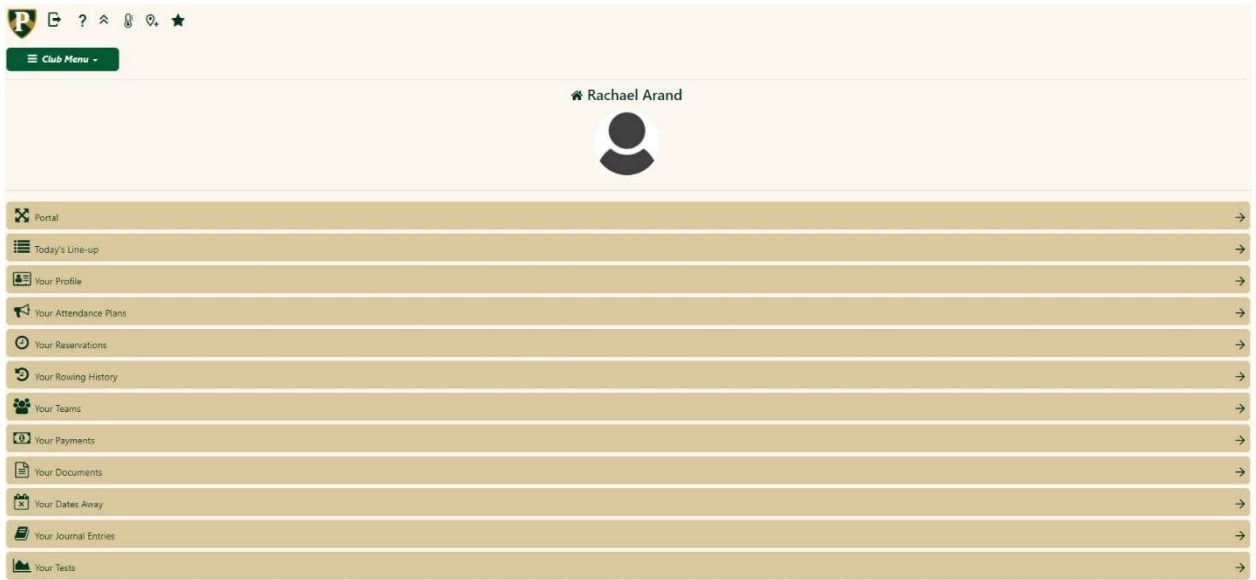 P
?
Club Menu
Rachael Arand
Portal
Today's Line-up
Your Profile
Your Attendance Plans
Your Reservations
Your Rowing History
Your Teams
Your Payments
Your Documents
Your Dates Away
Your Journal Entries
Your Tests